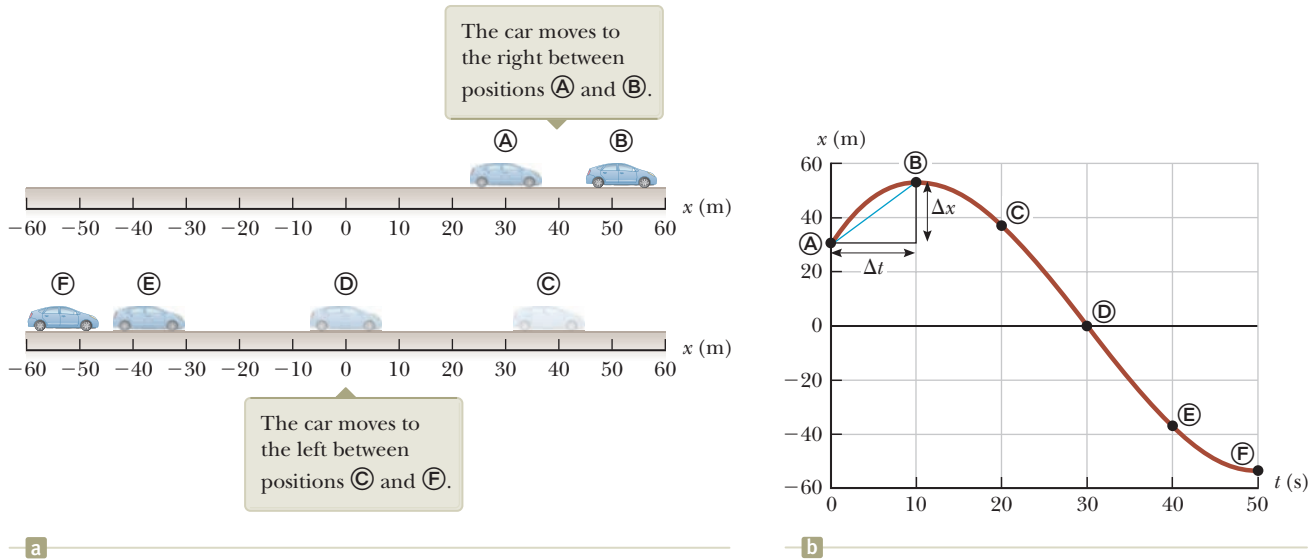 The car moves to
the right between
positions Ⓐ and Ⓑ.
Ⓐ Ⓑ
x (m)
−60 −50 −40 −30 −20 −10 0 10 20 30 40 50 60
Ⓕ Ⓔ Ⓓ Ⓒ
x (m)
−60 −50 −40 −30 −20 −10 0 10 20 30 40 50 60
The car moves to
the left between
positions Ⓒ and Ⓕ.
a
x (m)
60
40
20
0
−20
−40
−60
Ⓐ
Ⓑ
Δx
Δt
Ⓒ
Ⓓ
Ⓔ
Ⓕ
t (s)
0 10 20 30 40 50
b